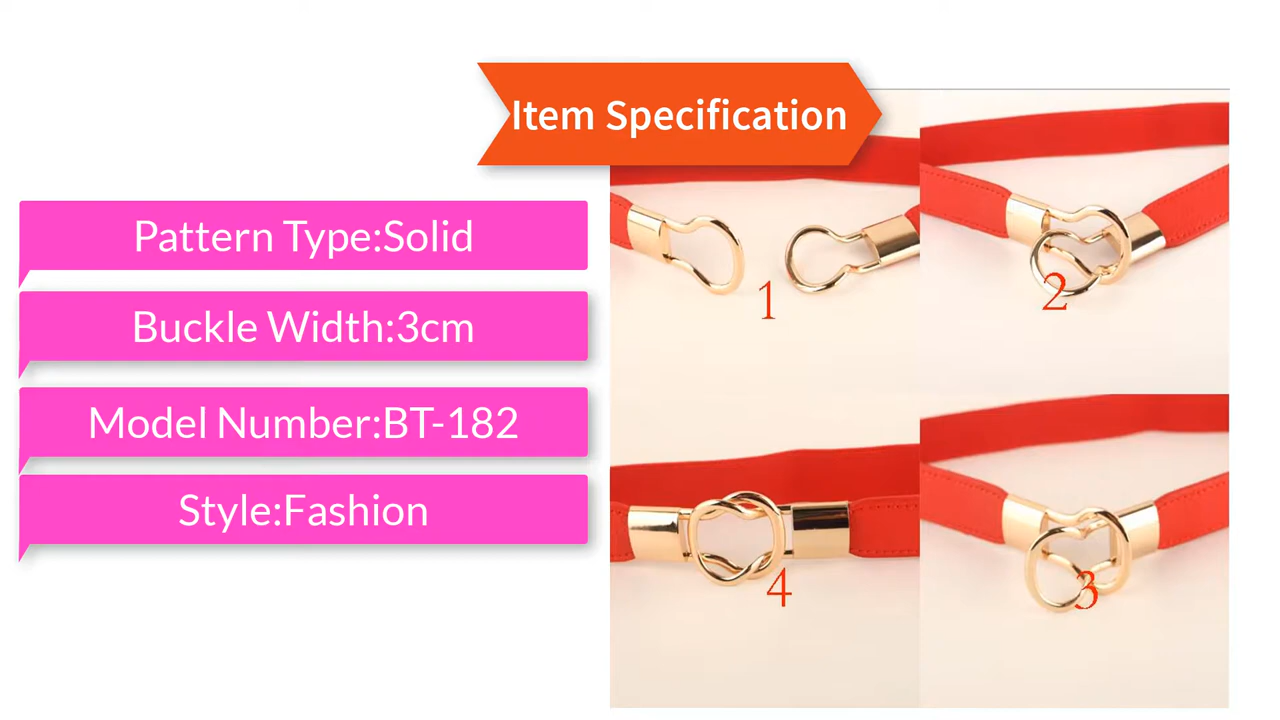 Item Specification
Pattern Type:Solid
Buckle Width:3cm
Model Number:BT-182
Style:Fashion
1
2
4
3